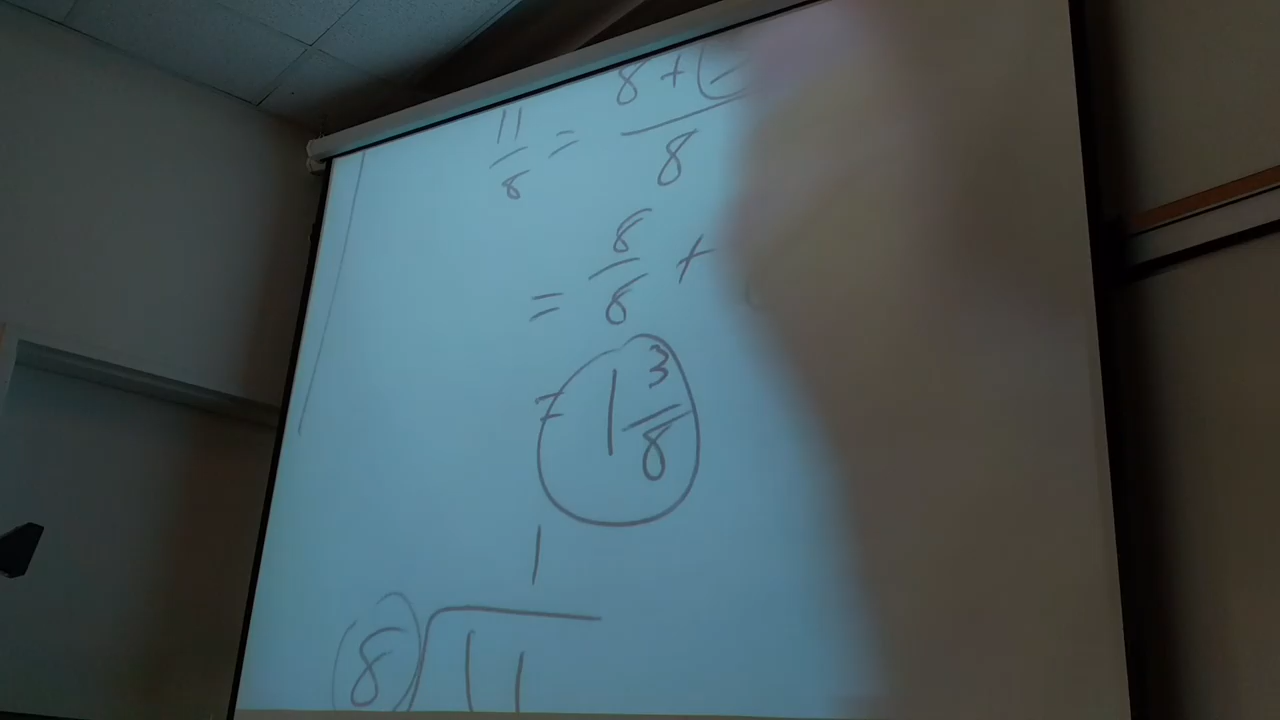 11/8 = 8 + (
/8
= 8/8 +
= 1 3/8
1
8) 11